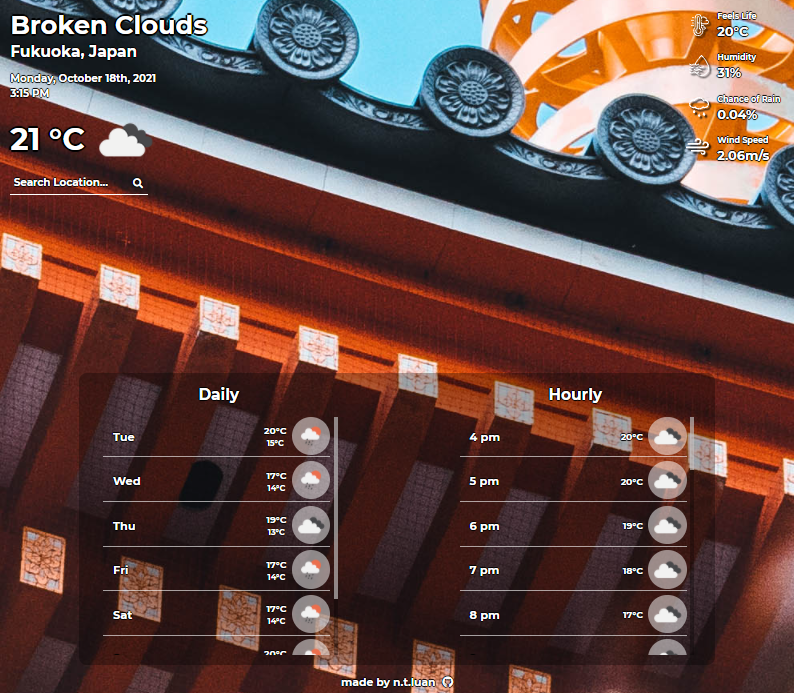 Broken Clouds
Fukuoka, Japan
Monday, October 18th, 2021
3:15 PM
21 °C
Search Location...
Feels Life
20°C
Humidity
31%
Chance of Rain
0.04%
Wind Speed
2.06m/s
Daily
Tue
20°C
15°C
Wed
17°C
14°C
Thu
19°C
13°C
Fri
17°C
14°C
Sat
17°C
14°C
20°C
Hourly
4 pm
20°C
5 pm
20°C
6 pm
19°C
7 pm
18°C
8 pm
17°C
made by n.t.luan